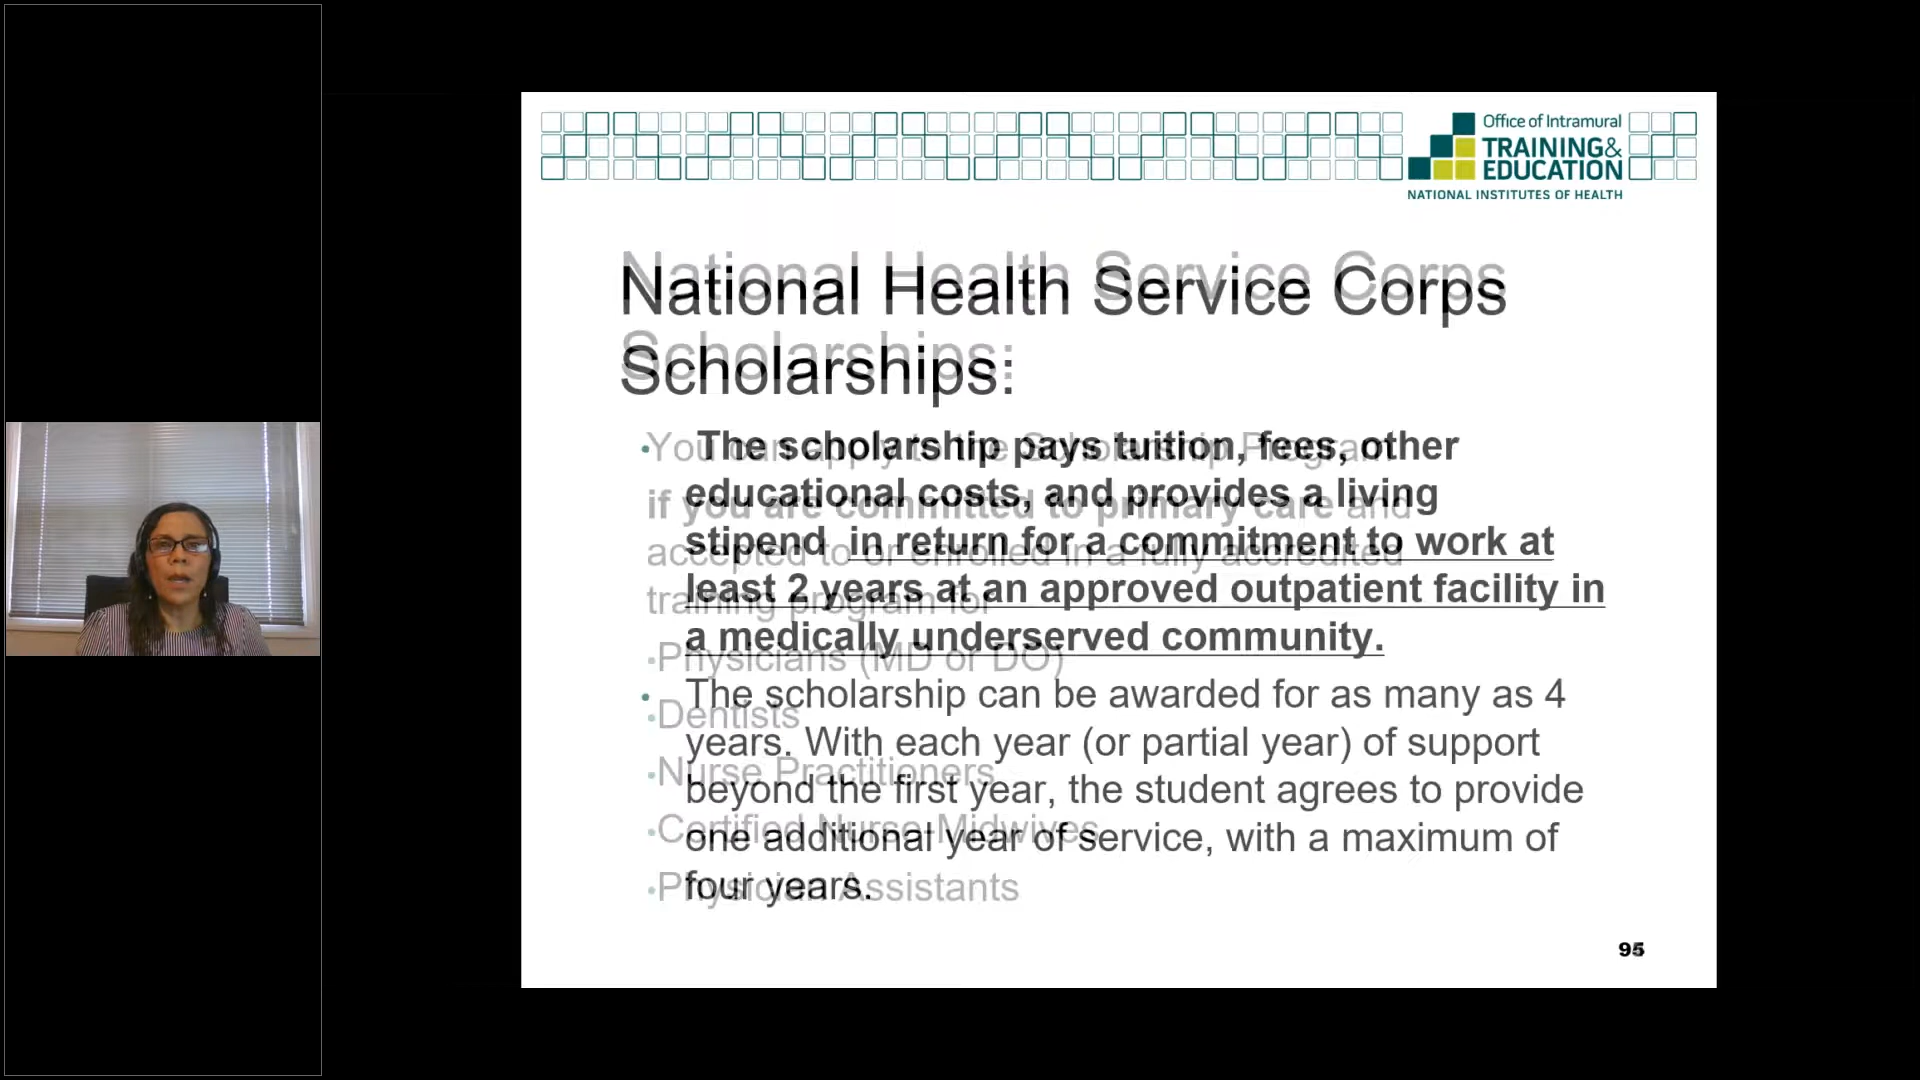 Office of Intramural
TRAINING&
EDUCATION
NATIONAL INSTITUTES OF HEALTH
National Health Service Corps
Scholarships:
• The scholarship pays tuition, fees, other
educational costs, and provides a living
stipend in return for a commitment to work at
least 2 years at an approved outpatient facility in
a medically underserved community.
• The scholarship can be awarded for as many as 4
years. With each year (or partial year) of support
beyond the first year, the student agrees to provide
one additional year of service, with a maximum of
four years.
You can apply to the Scholarship Program
if you are committed to primary care and
accepted to or enrolled in a fully accredited
training program for
•Physicians (MD or DO)
•Dentists
•Nurse Practitioners
•Certified Nurse-Midwives
•Physician Assistants
95